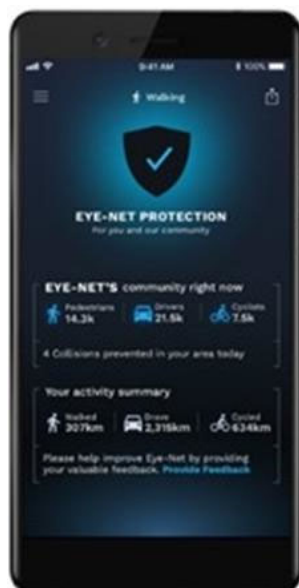 9:41 AM 100%
Walking
EYE-NET PROTECTION
For you and our community
EYE-NET'S community right now
Pedestrians Drivers Cyclists
14.3k 21.5k 7.5k
4 Collisions prevented in your area today
Your activity summary
Walked Drove Cycled
307km 2,315km 634km
Please help improve Eye-Net by providing
your valuable feedback. Provide Feedback